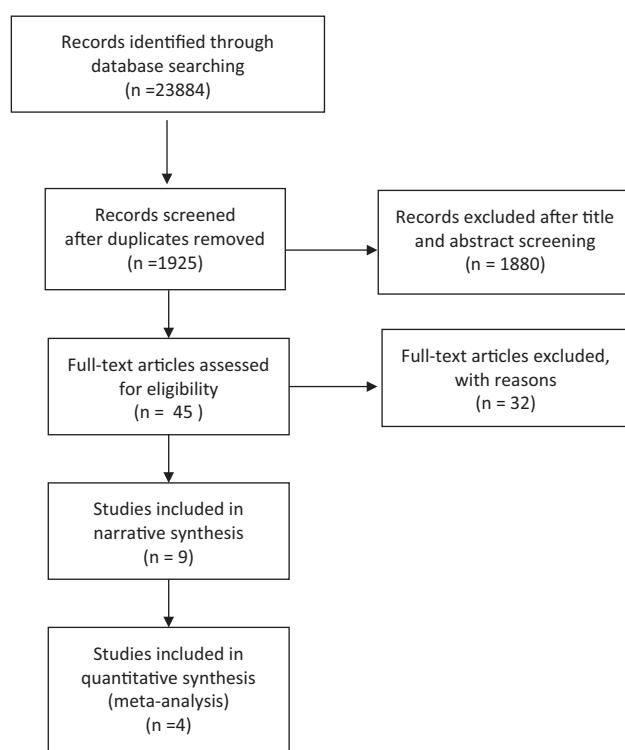 Records identified through
database searching
(n =23884)
Records screened
after duplicates removed
(n =1925)
Records excluded after title
and abstract screening
(n = 1880)
Full-text articles assessed
for eligibility
(n =  45 )
Full-text articles excluded,
with reasons
(n = 32)
Studies included in
narrative synthesis
(n = 9)
Studies included in
quantitative synthesis
(meta-analysis)
(n =4)